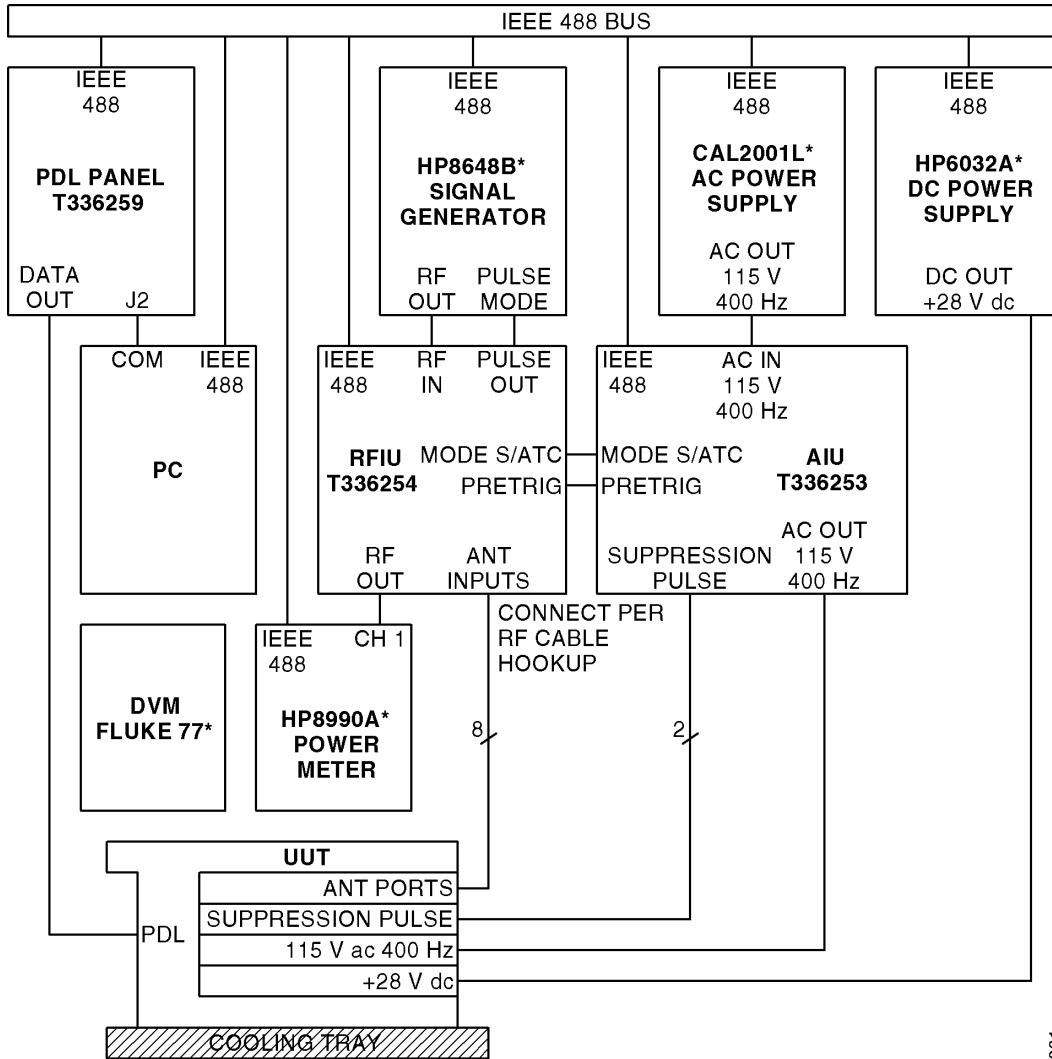 IEEE 488 BUS
IEEE
488
PDL PANEL
T336259
DATA
OUT
J2
IEEE
488
HP8648B*
SIGNAL
GENERATOR
RF
OUT
PULSE
MODE
IEEE
488
CAL2001L*
AC POWER
SUPPLY
AC OUT
115 V
400 Hz
IEEE
488
HP6032A*
DC POWER
SUPPLY
DC OUT
+28 V dc
COM
IEEE
488
PC
IEEE
488
RF
IN
PULSE
OUT
RFIU
T336254
MODE S/ATC
PRETRIG
RF
OUT
ANT
INPUTS
IEEE
488
AC IN
115 V
400 Hz
MODE S/ATC
PRETRIG
AIU
T336253
SUPPRESSION
PULSE
AC OUT
115 V
400 Hz
CONNECT PER
RF CABLE
HOOKUP
DVM
FLUKE 77*
IEEE
488
CH 1
HP8990A*
POWER
METER
8
2
UUT
PDL
ANT PORTS
SUPPRESSION PULSE
115 V ac 400 Hz
+28 V dc
COOLING TRAY